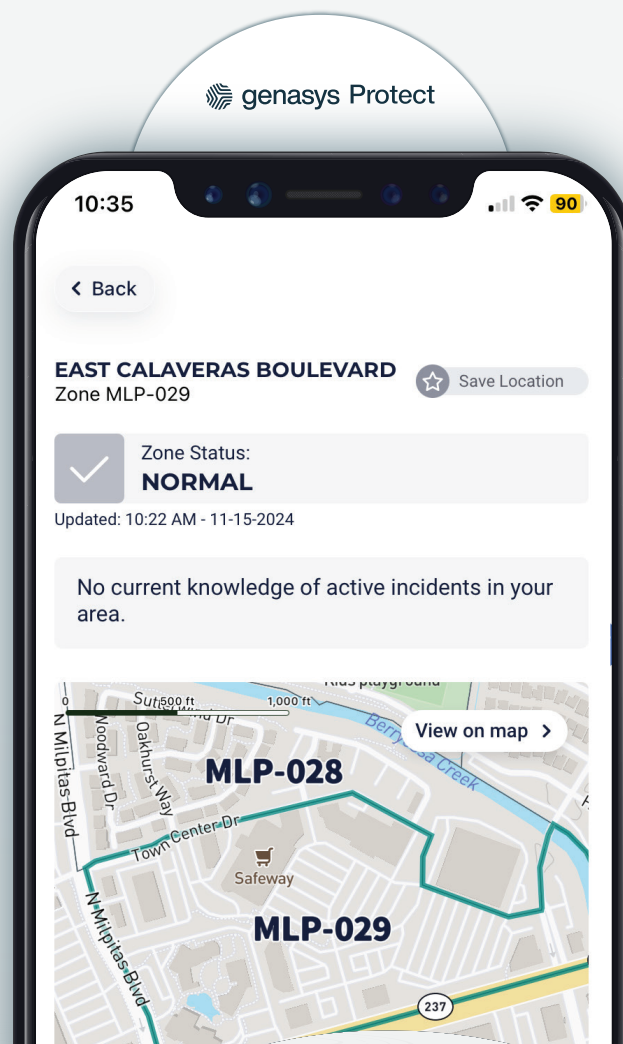 genasys Protect
10:35
90
Back
EAST CALAVERAS BOULEVARD
Zone MLP-029
Save Location
Zone Status:
NORMAL
Updated: 10:22 AM - 11-15-2024
No current knowledge of active incidents in your
area.
Kids playground
0
500 ft
1,000 ft
View on map
N Milpitas-Blvd
Woodward Dr
Oakhurst Way
Berryessa Creek
MLP-028
Town Center Dr
Safeway
MLP-029
N Milpitas Blvd
237